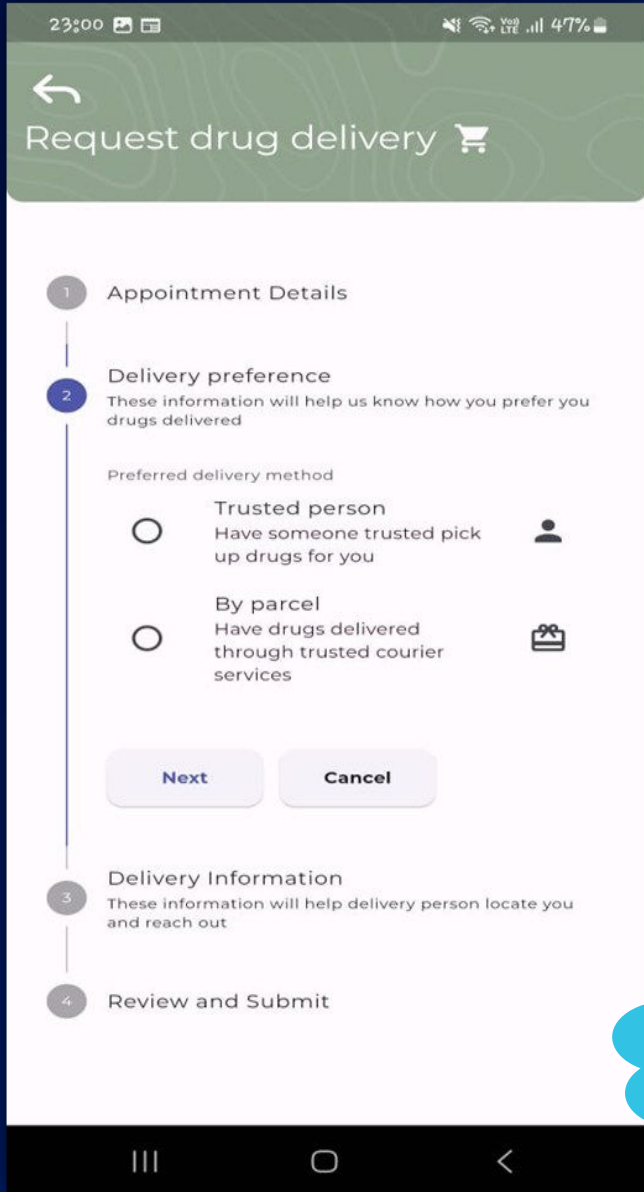 23:00 Vo)) LTE 47%
Request drug delivery
1 Appointment Details
Delivery preference
2 These information will help us know how you prefer you
drugs delivered
Preferred delivery method
Trusted person
Have someone trusted pick
up drugs for you
By parcel
Have drugs delivered
through trusted courier
services
Next Cancel
Delivery Information
3 These information will help delivery person locate you
and reach out
4 Review and Submit